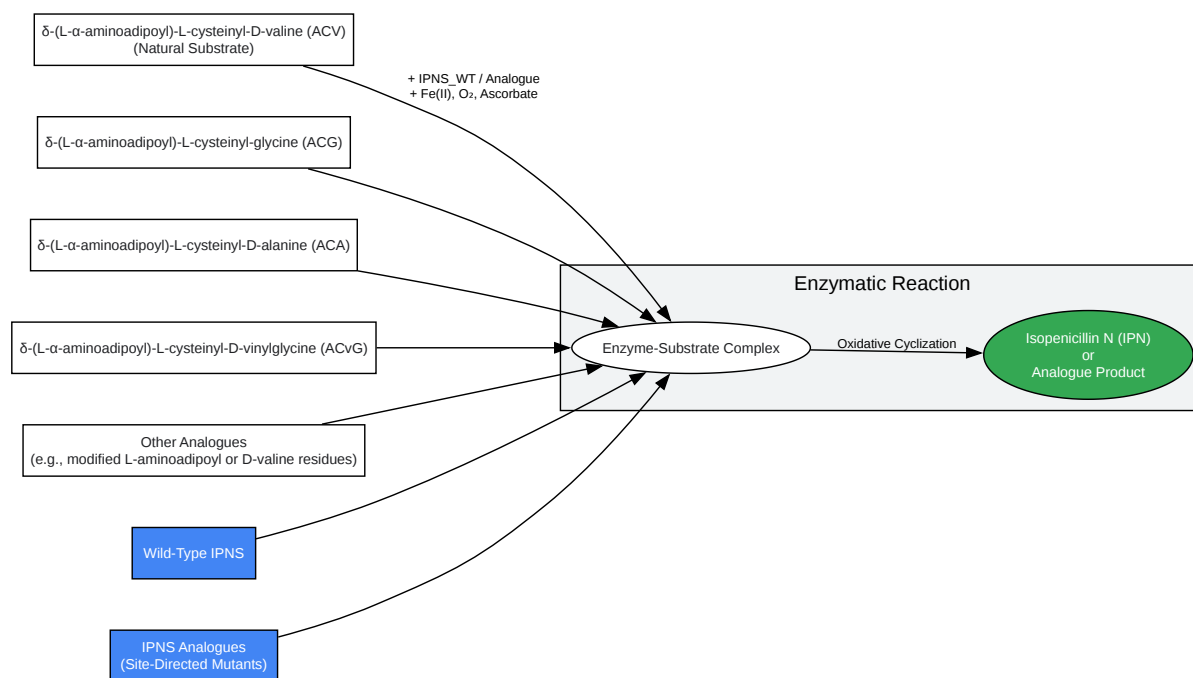 δ-(L-α-aminoadipoyl)-L-cysteinyl-D-valine (ACV)
(Natural Substrate)
+ IPNS_WT / Analogue
+ Fe(II), O₂, Ascorbate
δ-(L-α-aminoadipoyl)-L-cysteinyl-glycine (ACG)
δ-(L-α-aminoadipoyl)-L-cysteinyl-D-alanine (ACA)
Enzymatic Reaction
δ-(L-α-aminoadipoyl)-L-cysteinyl-D-vinylglycine (ACvG)
Enzyme-Substrate Complex
Oxidative Cyclization
Isopenicillin N (IPN)
or
Analogue Product
Other Analogues
(e.g., modified L-aminoadipoyl or D-valine residues)
Wild-Type IPNS
IPNS Analogues
(Site-Directed Mutants)